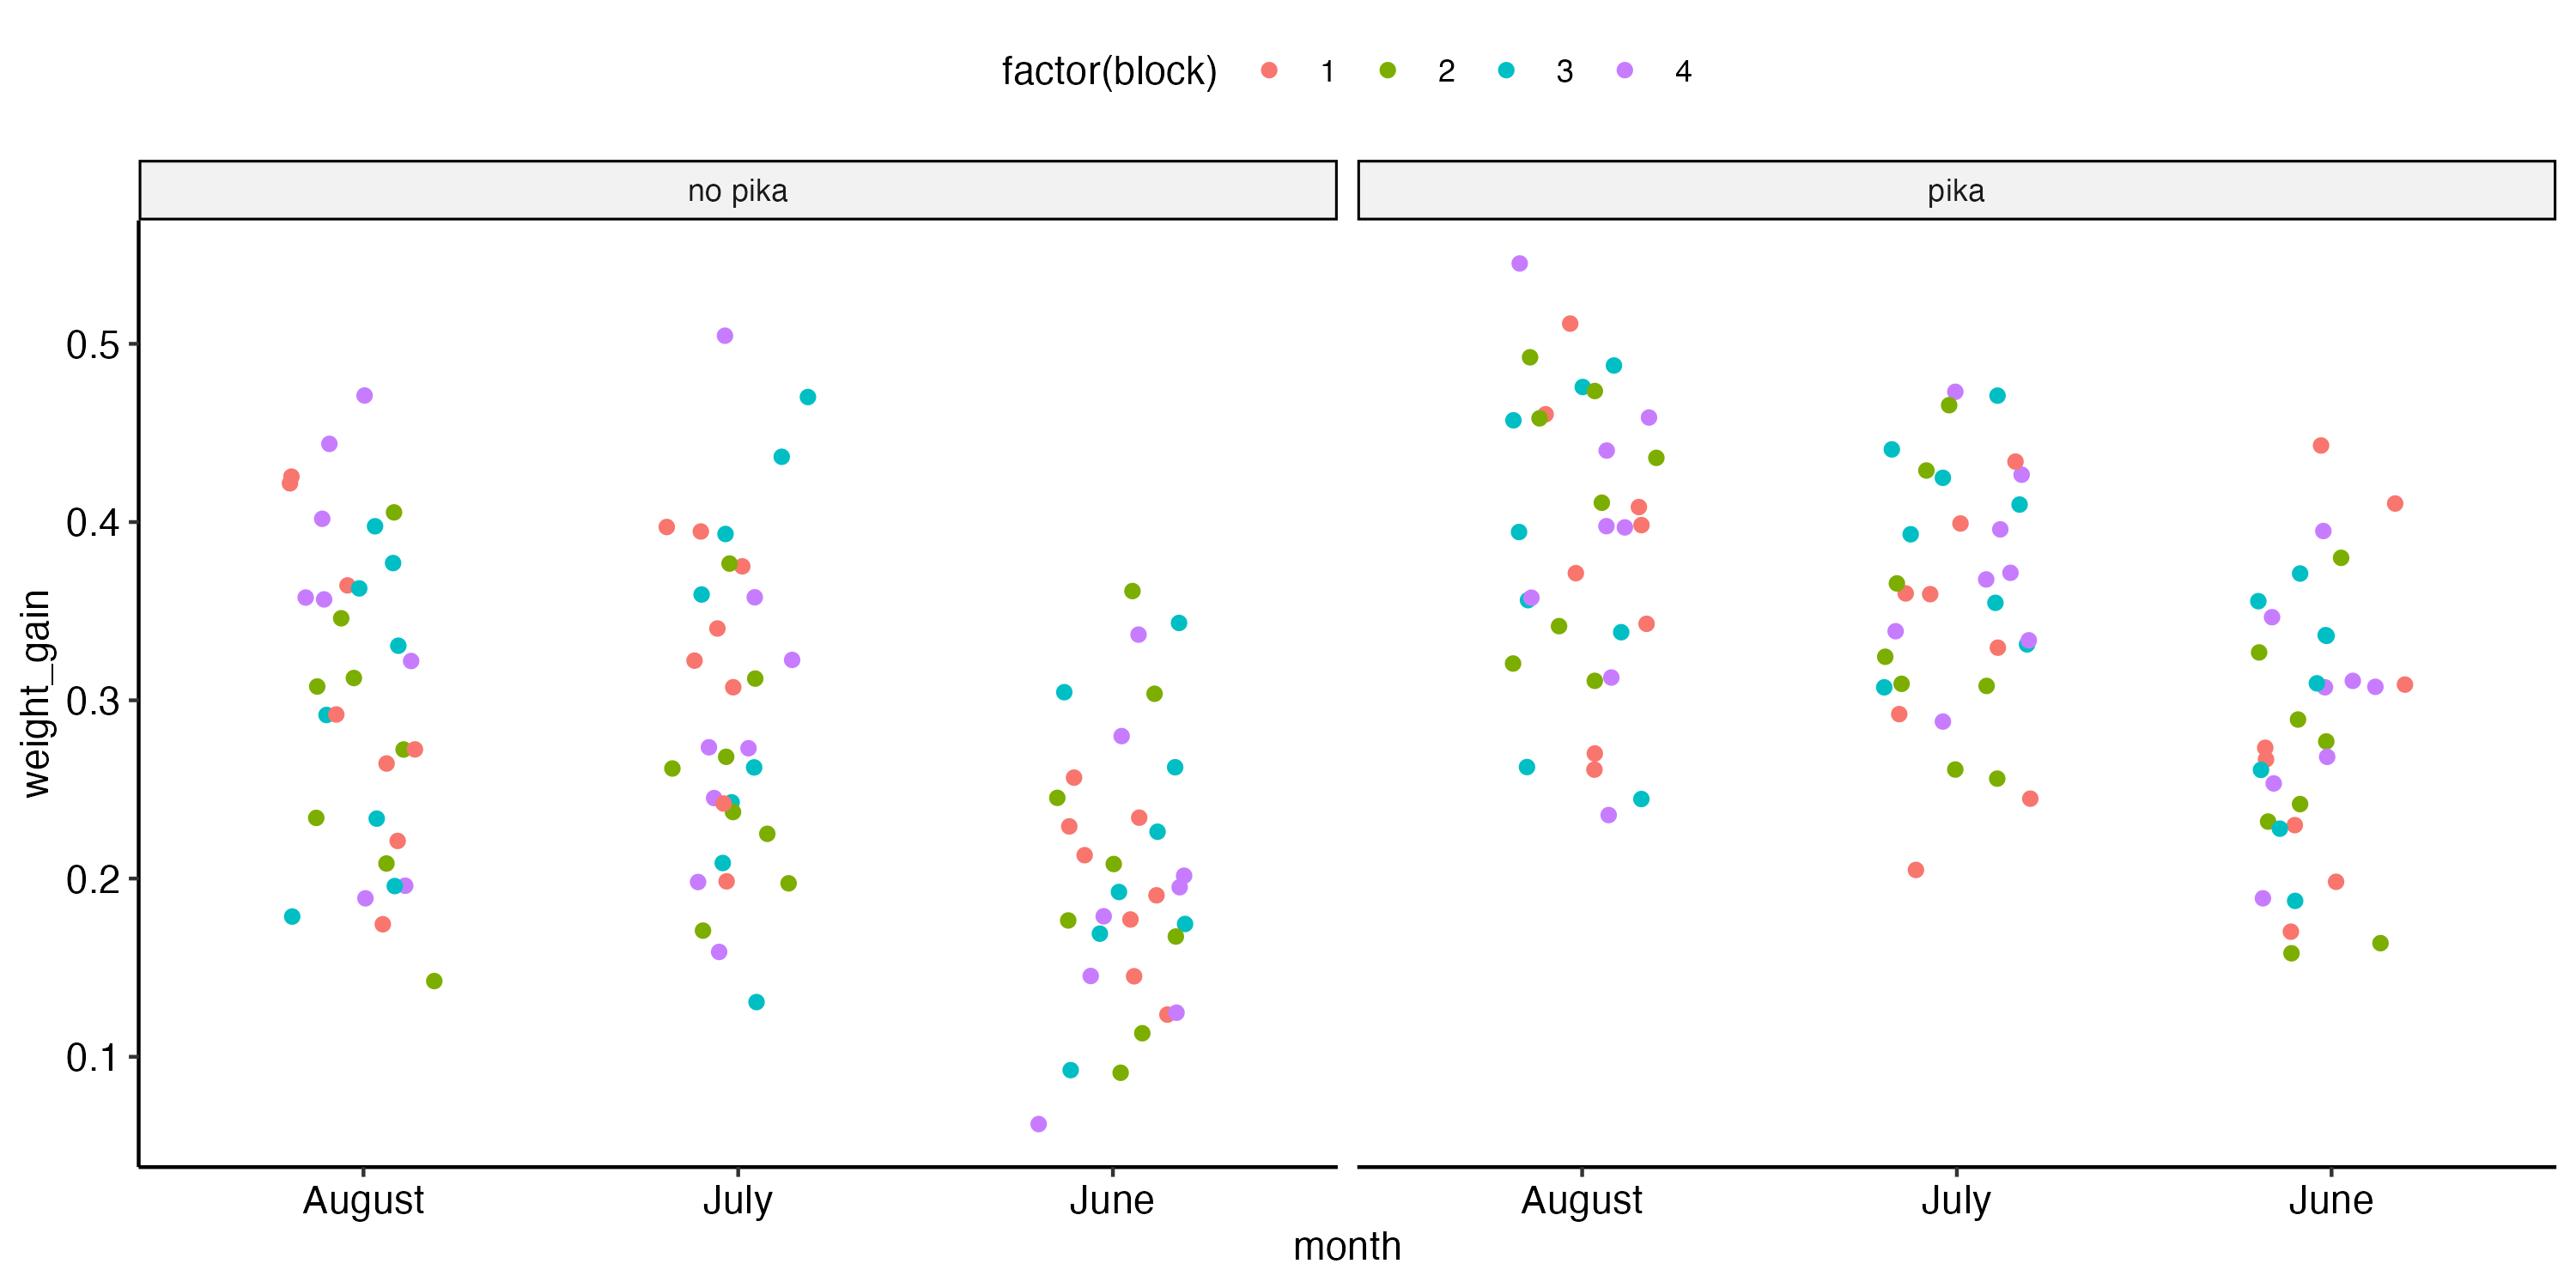 factor(block) 1 2 3 4
no pika pika
weight_gain
0.5
0.4
0.3
0.2
0.1
August July June August July June
month